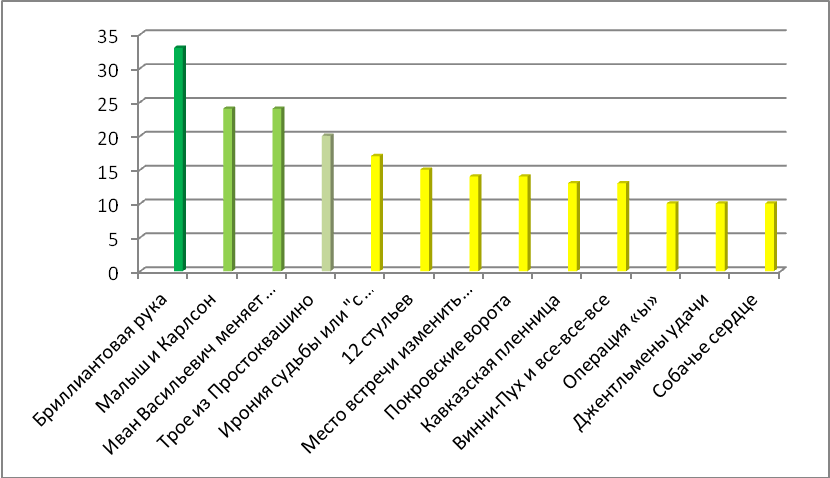 35
30
25
20
15
10
5
0
Бриллиантовая рука
Малыш и Карлсон
Иван Васильевич меняет…
Трое из Простоквашино
Ирония судьбы или "с…
12 стульев
Место встречи изменить…
Покровские ворота
Кавказская пленница
Винни-Пух и все-все-все
Операция «ы»
Джентльмены удачи
Собачье сердце